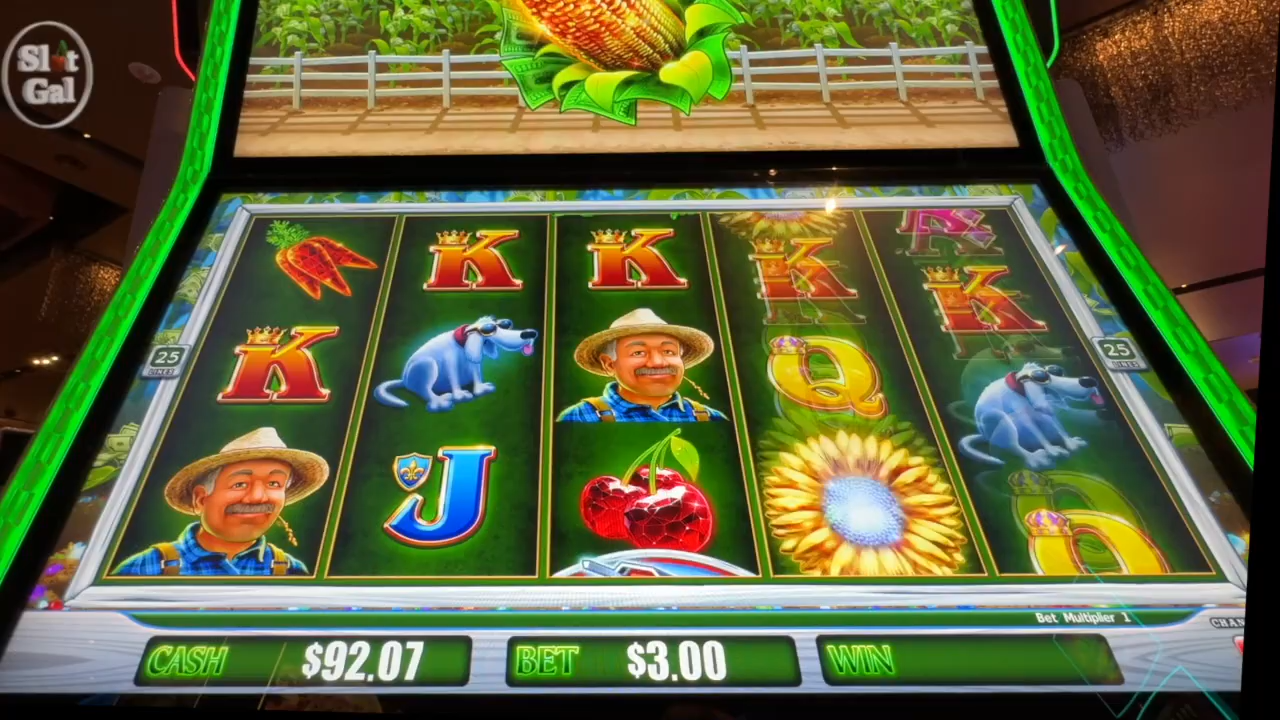 Slot
Gal
K
K
K
K
K
K
Q
J
Q
25
LINES
25
LINES
Bet Multiplier 1
CASH
$92.07
BET
$3.00
WIN